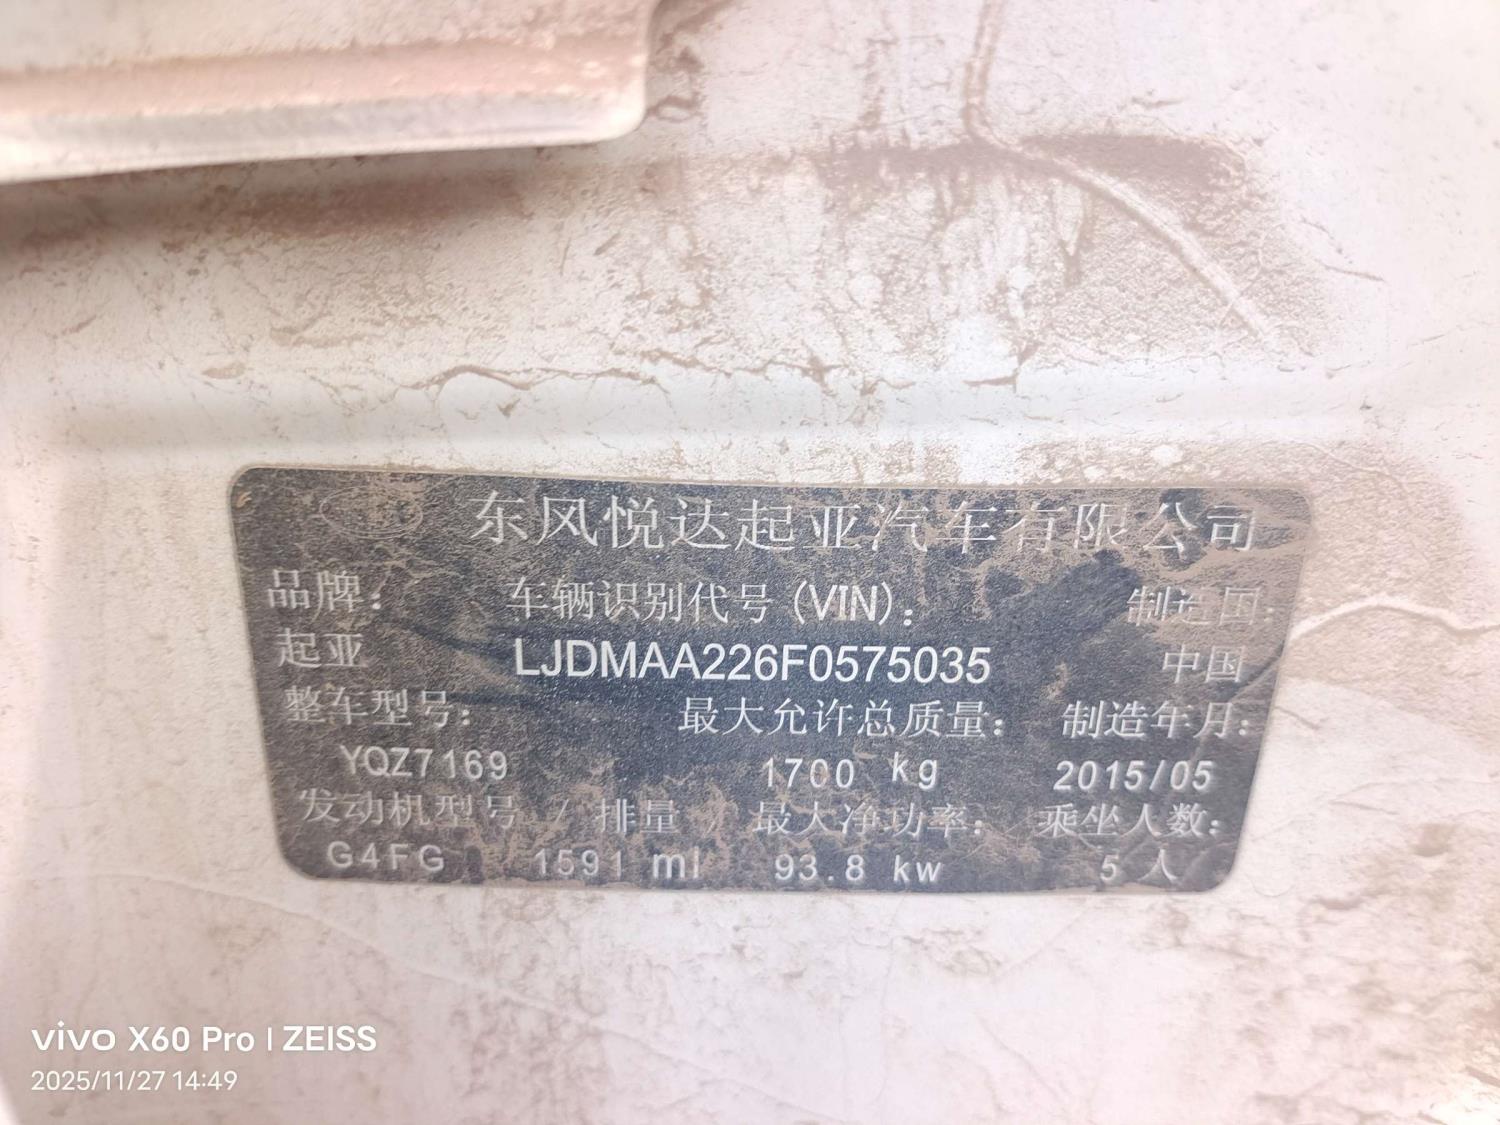 东风悦达起亚汽车有限公司
品牌: 车辆识别代号(VIN): 制造国:
起亚 LJDMAA226F0575035 中国
整车型号: 最大允许总质量: 制造年月:
YQZ7169 1700 kg 2015/05
发动机型号 / 排量 / 最大净功率: 乘坐人数:
G4FG 1591 ml 93.8 kw 5 人
vivo X60 Pro | ZEISS
2025/11/27 14:49